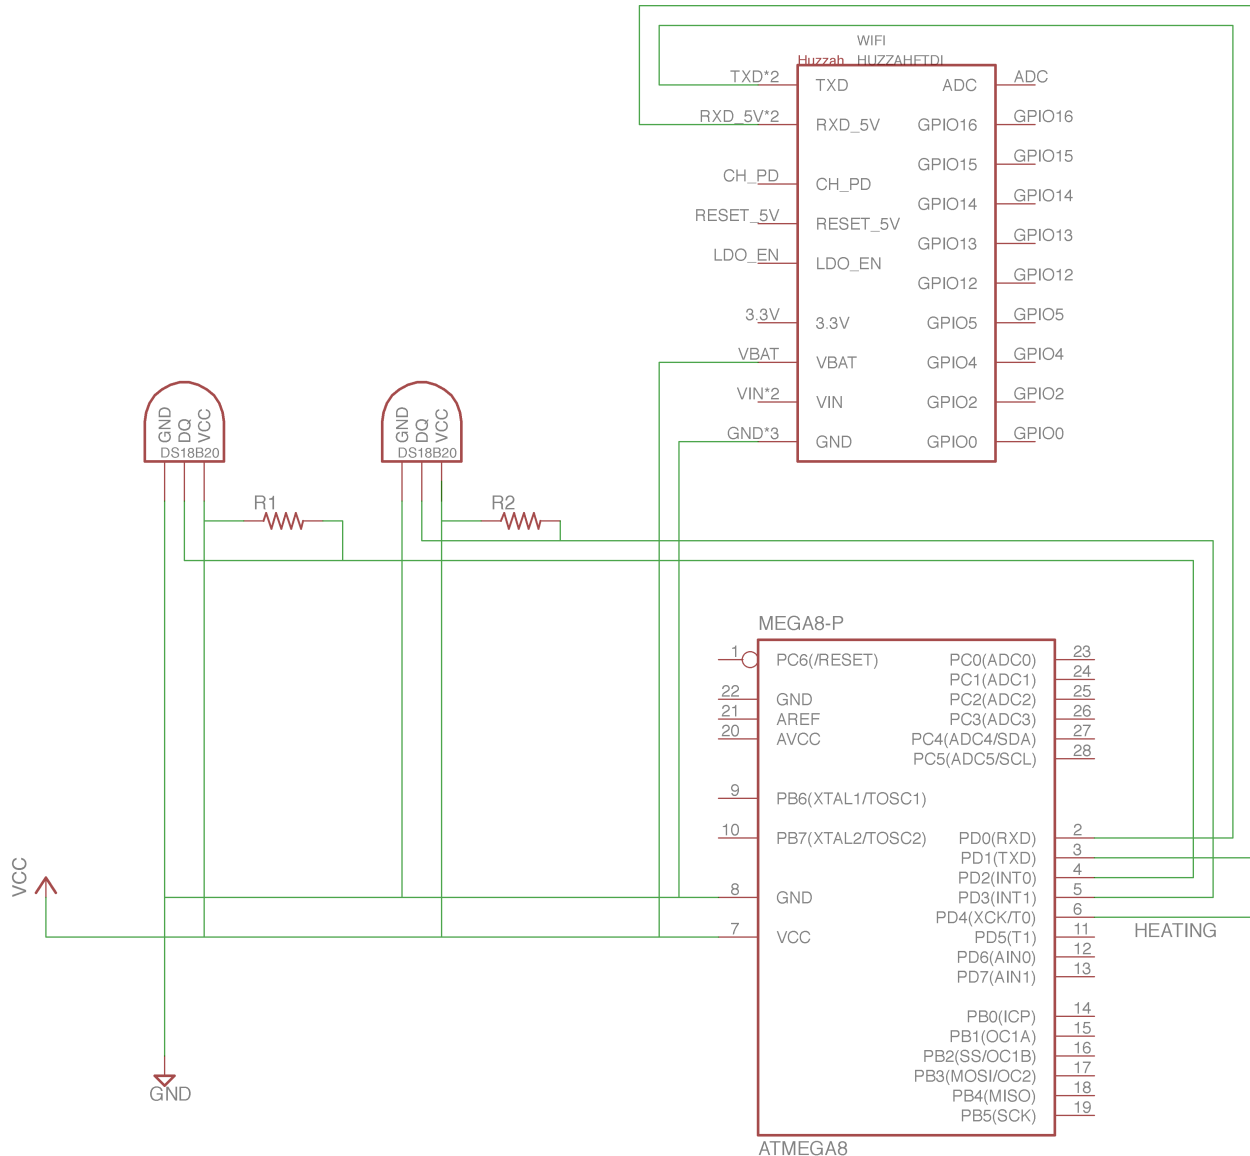 WIFI
Huzzah HUZZAHFTDI
TXD*2 TXD ADC ADC
RXD_5V*2 RXD_5V GPIO16 GPIO16
GPIO15 GPIO15
CH_PD CH_PD
GPIO14 GPIO14
RESET_5V RESET_5V
GPIO13 GPIO13
LDO_EN LDO_EN
GPIO12 GPIO12
3.3V 3.3V GPIO5 GPIO5
VBAT VBAT GPIO4 GPIO4
VIN*2 VIN GPIO2 GPIO2
GND*3 GND GPIO0 GPIO0
GND DQ VCC
DS18B20
GND DQ VCC
DS18B20
R1
R2
MEGA8-P
1 PC6(/RESET) PC0(ADC0) 23
PC1(ADC1) 24
22 GND PC2(ADC2) 25
21 AREF PC3(ADC3) 26
20 AVCC PC4(ADC4/SDA) 27
PC5(ADC5/SCL) 28
9 PB6(XTAL1/TOSC1)
10 PB7(XTAL2/TOSC2) PD0(RXD) 2
PD1(TXD) 3
PD2(INT0) 4
8 GND PD3(INT1) 5
PD4(XCK/T0) 6
HEATING
7 VCC PD5(T1) 11
PD6(AIN0) 12
PD7(AIN1) 13
PB0(ICP) 14
PB1(OC1A) 15
PB2(SS/OC1B) 16
PB3(MOSI/OC2) 17
PB4(MISO) 18
PB5(SCK) 19
ATMEGA8
VCC
GND